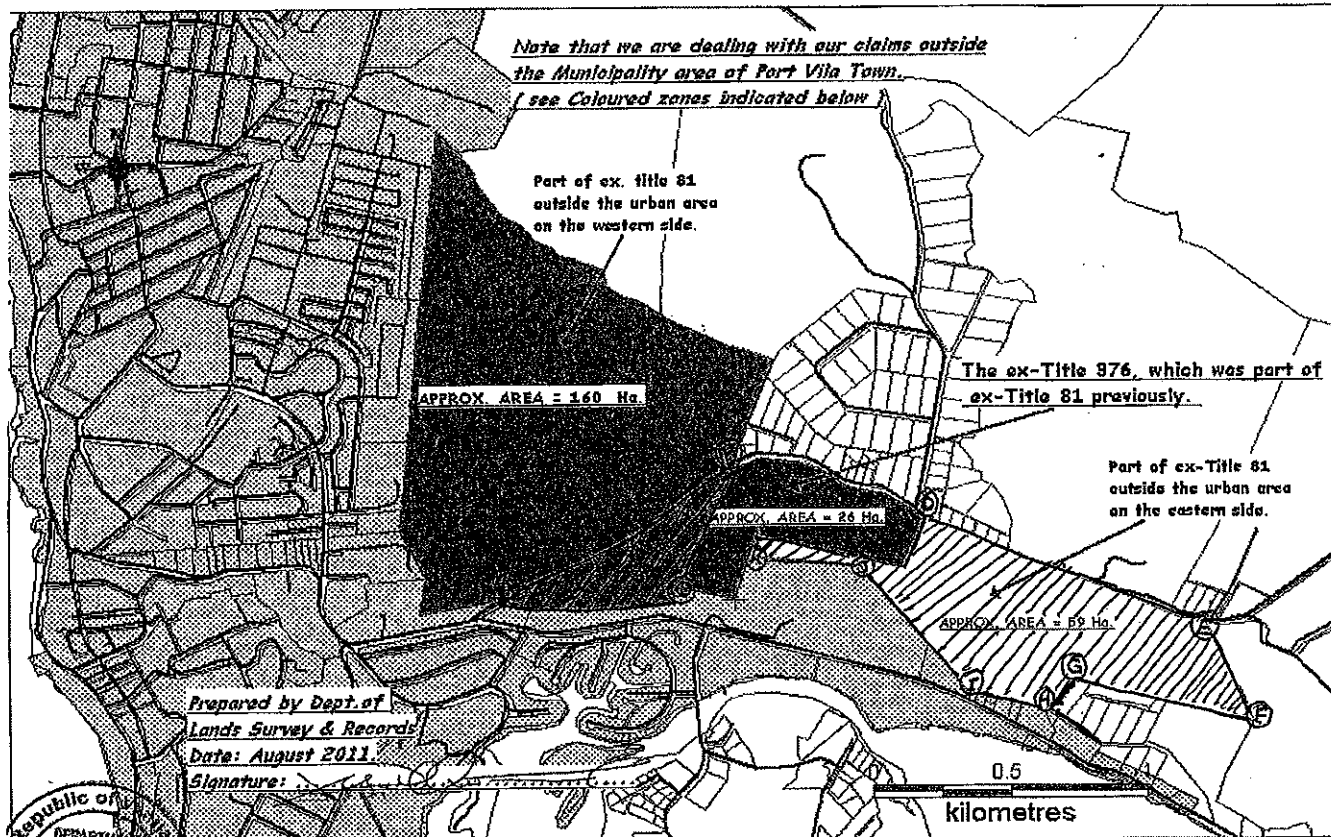 Note that we are dealing with our claims outside
the Municipality area of Port Vila Town.
[ see Coloured zones indicated below ]
N
Part of ex. title 81
outside the urban area
on the western side.
APPROX. AREA = 160 Ha.
The ex-Title 976, which was part of
ex-Title 81 previously.
Part of ex-Title 81
outside the urban area
on the eastern side.
APPROX. AREA = 26 Ha.
D
APPROX. AREA = 59 Ha.
G
H
F
Prepared by Dept.of
Lands Survey & Records
Date: August 2011.
Signature:
0 0.5 1
kilometres
Republic of